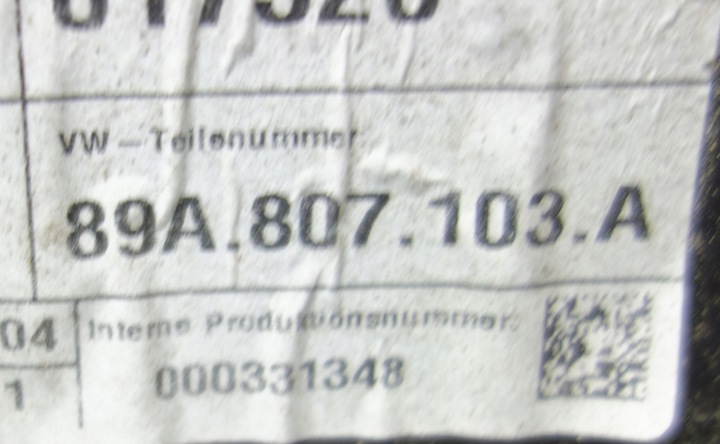 VW-Teilenummer
89A.807.103.A
04
Interne Produktionsnummer:
1
000331348